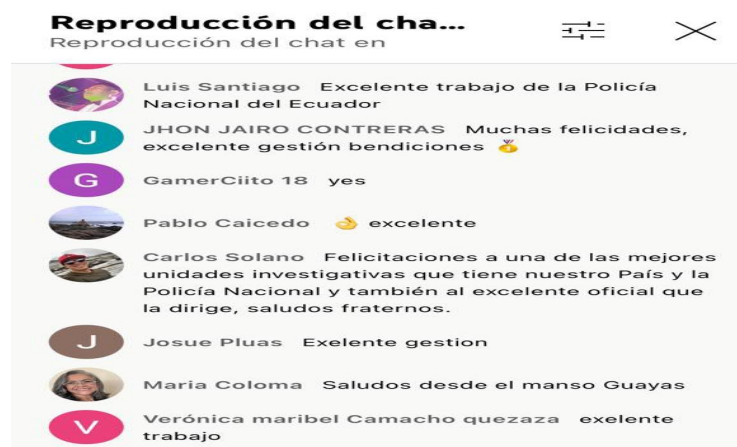 Reproducción del cha...
Reproducción del chat en
Luis Santiago Excelente trabajo de la Policía
Nacional del Ecuador
J
JHON JAIRO CONTRERAS Muchas felicidades,
excelente gestión bendiciones 🏅
G
GamerCiito 18 yes
Pablo Caicedo 👌 excelente
Carlos Solano Felicitaciones a una de las mejores
unidades investigativas que tiene nuestro País y la
Policía Nacional y también al excelente oficial que
la dirige, saludos fraternos.
J
Josue Pluas Exelente gestion
Maria Coloma Saludos desde el manso Guayas
V
Verónica maribel Camacho quezaza exelente
trabajo